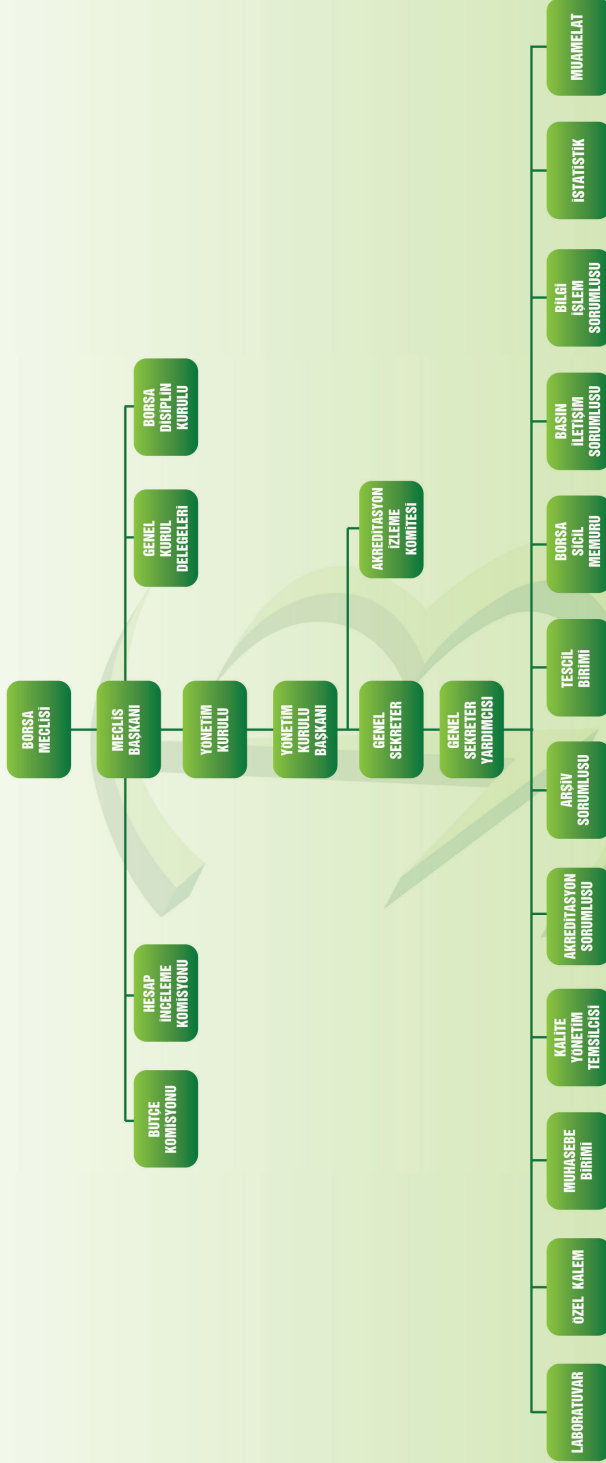 BORSA
MECLİSİ
MECLİS
BAŞKANI
BÜTÇE
KOMİSYONU
HESAP
İNCELEME
KOMİSYONU
GENEL
KURUL
DELEGELERİ
BORSA
DİSİPLİN
KURULU
YÖNETİM
KURULU
YÖNETİM
KURULU
BAŞKANI
AKREDİTASYON
İZLEME
KOMİTESİ
GENEL
SEKRETER
GENEL
SEKRETER
YARDIMCISI
LABORATUVAR
ÖZEL KALEM
MUHASEBE
BİRİMİ
KALİTE
YÖNETİM
TEMSİLCİSİ
AKREDİTASYON
SORUMLUSU
ARŞİV
SORUMLUSU
TESCİL
BİRİMİ
BORSA
SİCİL
MEMURU
BASIN
İLETİŞİM
SORUMLUSU
BİLGİ
İŞLEM
SORUMLUSU
İSTATİSTİK
MUAMELAT